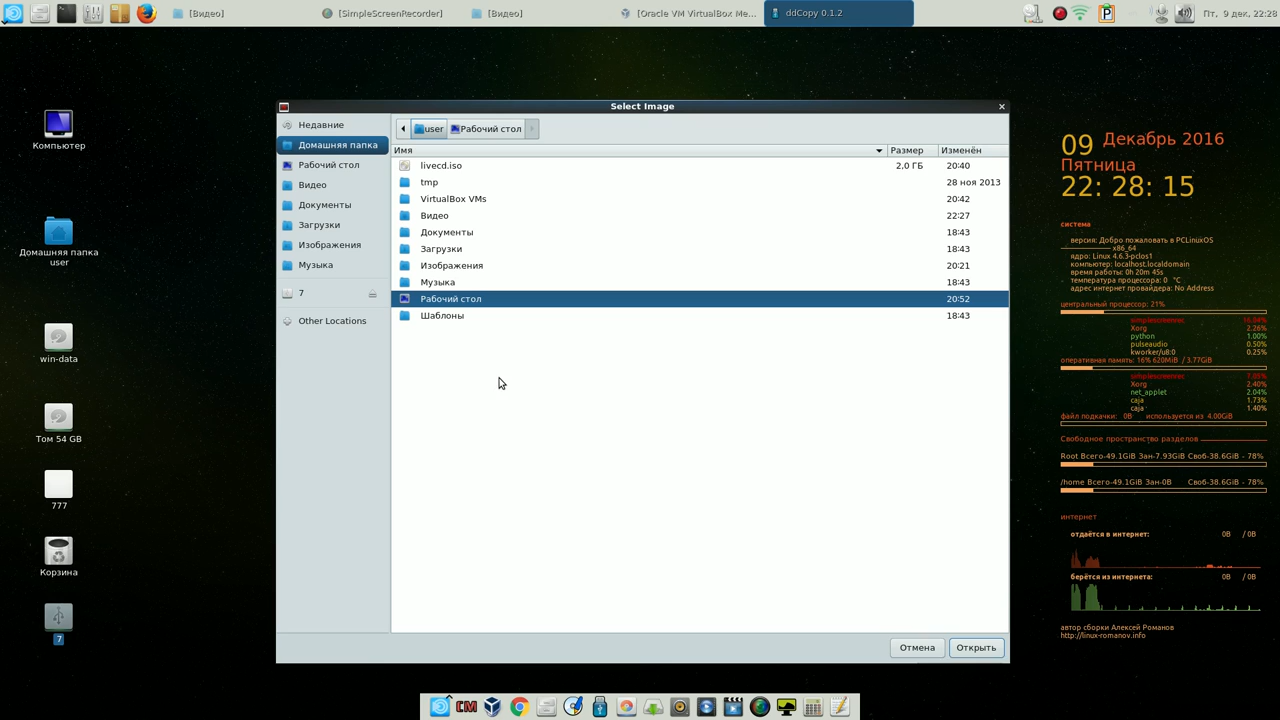 [Видео]
[SimpleScreenRecorder]
[Видео]
[Oracle VM VirtualBox Me...
ddCopy 0.1.2
Пт, 9 дек, 22:28
Компьютер
Домашняя папка
user
win-data
Том 54 GB
777
Корзина
7
Select Image
Недавние
Домашняя папка
Рабочий стол
Видео
Документы
Загрузки
Изображения
Музыка
7
Other Locations
user
Рабочий стол
Имя Размер Изменён
livecd.iso 2,0 ГБ 20:40
tmp 28 ноя 2013
VirtualBox VMs 20:42
Видео 22:27
Документы 18:43
Загрузки 18:43
Изображения 20:21
Музыка 18:43
Рабочий стол 20:52
Шаблоны 18:43
Отмена
Открыть
09 Декабрь 2016
Пятница
22: 28: 15
система
версия: Добро пожаловать в PCLinuxOS
x86_64
ядро: Linux 4.6.3-pclos1
компьютер: localhost.localdomain
время работы: 0h 20m 45s
температура процессора: 0 °C
адрес интернет провайдера: No Address
центральный процессор: 21%
simplescreenrec
Xorg 2.26%
python 1.00%
pulseaudio 0.50%
kworker/u8:0 0.25%
оперативная память: 16% 620MiB / 3.77GiB
simplescreenrec
Xorg 2.40%
net_applet 2.04%
caja 1.73%
caja 1.40%
файл подкачки: 0B используется из 4.00GiB
Свободное пространство разделов
Root Всего-49.1GiB Зан-7.93GiB Своб-38.6GiB - 78%
/home Всего-49.1GiB Зан-0B Своб-38.6GiB - 78%
интернет
отдаётся в интернет: 0B / 0B
берётся из интернета: 0B / 0B
автор сборки Алексей Романов
http://linux-romanov.info
CM